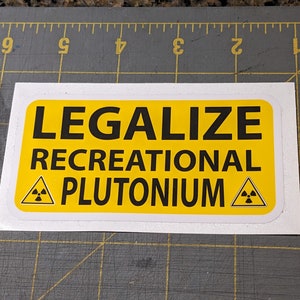 6 5 4 3 2 1
LEGALIZE
RECREATIONAL
PLUTONIUM